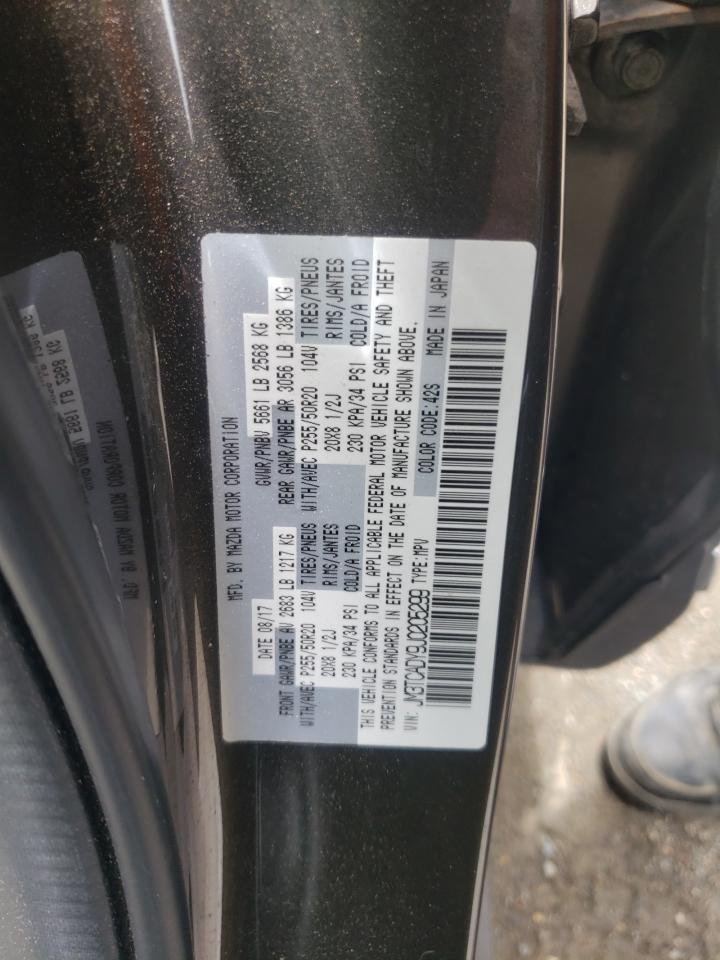 MFD. BY MAZDA MOTOR CORPORATION
DATE 08/17 GVWR/PNBV 5661 LB 2568 KG
FRONT GAWR/PNBE AV 2683 LB 1217 KG REAR GAWR/PNBE AR 3056 LB 1386 KG
WITH/AVEC P255/50R20 104V TIRES/PNEUS WITH/AVEC P255/50R20 104V TIRES/PNEUS
20X8 1/2J RIMS/JANTES 20X8 1/2J RIMS/JANTES
230 KPA/34 PSI COLD/A FROID 230 KPA/34 PSI COLD/A FROID
THIS VEHICLE CONFORMS TO ALL APPLICABLE FEDERAL MOTOR VEHICLE SAFETY AND THEFT
PREVENTION STANDARDS IN EFFECT ON THE DATE OF MANUFACTURE SHOWN ABOVE.
VIN: JM3TCADY9J0205299 TYPE:MPV COLOR CODE:42S MADE IN JAPAN